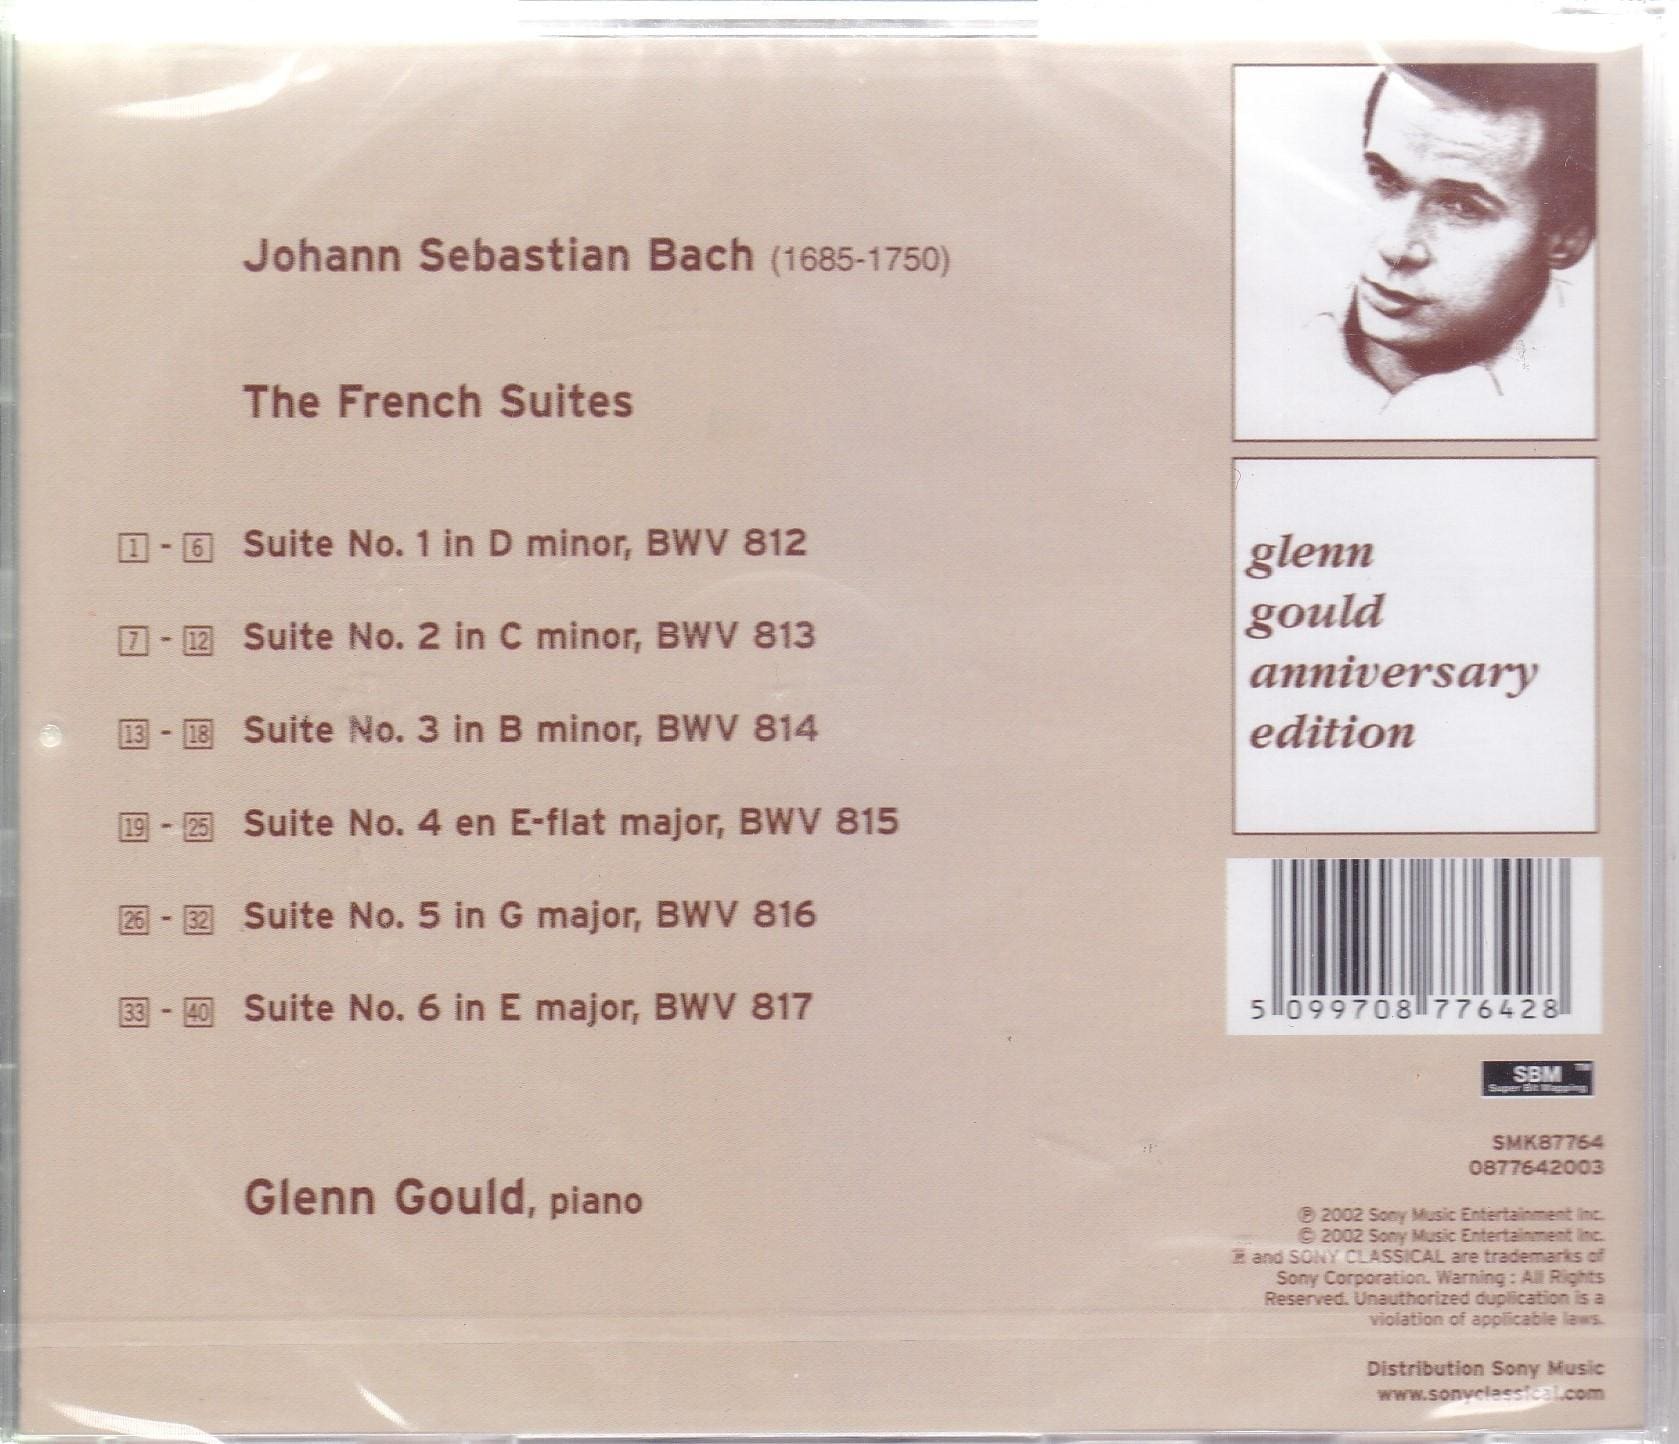 Johann Sebastian Bach (1685-1750)
The French Suites
1 - 6 Suite No. 1 in D minor, BWV 812
7 - 12 Suite No. 2 in C minor, BWV 813
13 - 18 Suite No. 3 in B minor, BWV 814
19 - 25 Suite No. 4 en E-flat major, BWV 815
26 - 32 Suite No. 5 in G major, BWV 816
33 - 40 Suite No. 6 in E major, BWV 817
Glenn Gould, piano
glenn
gould
anniversary
edition
5 099708 776428
SBM TM
Super Bit Mapping
SMK87764
0877642003
℗ 2002 Sony Music Entertainment Inc.
© 2002 Sony Music Entertainment Inc.
and SONY CLASSICAL are trademarks of
Sony Corporation. Warning : All Rights
Reserved. Unauthorized duplication is a
violation of applicable laws.
Distribution Sony Music
www.sonyclassical.com